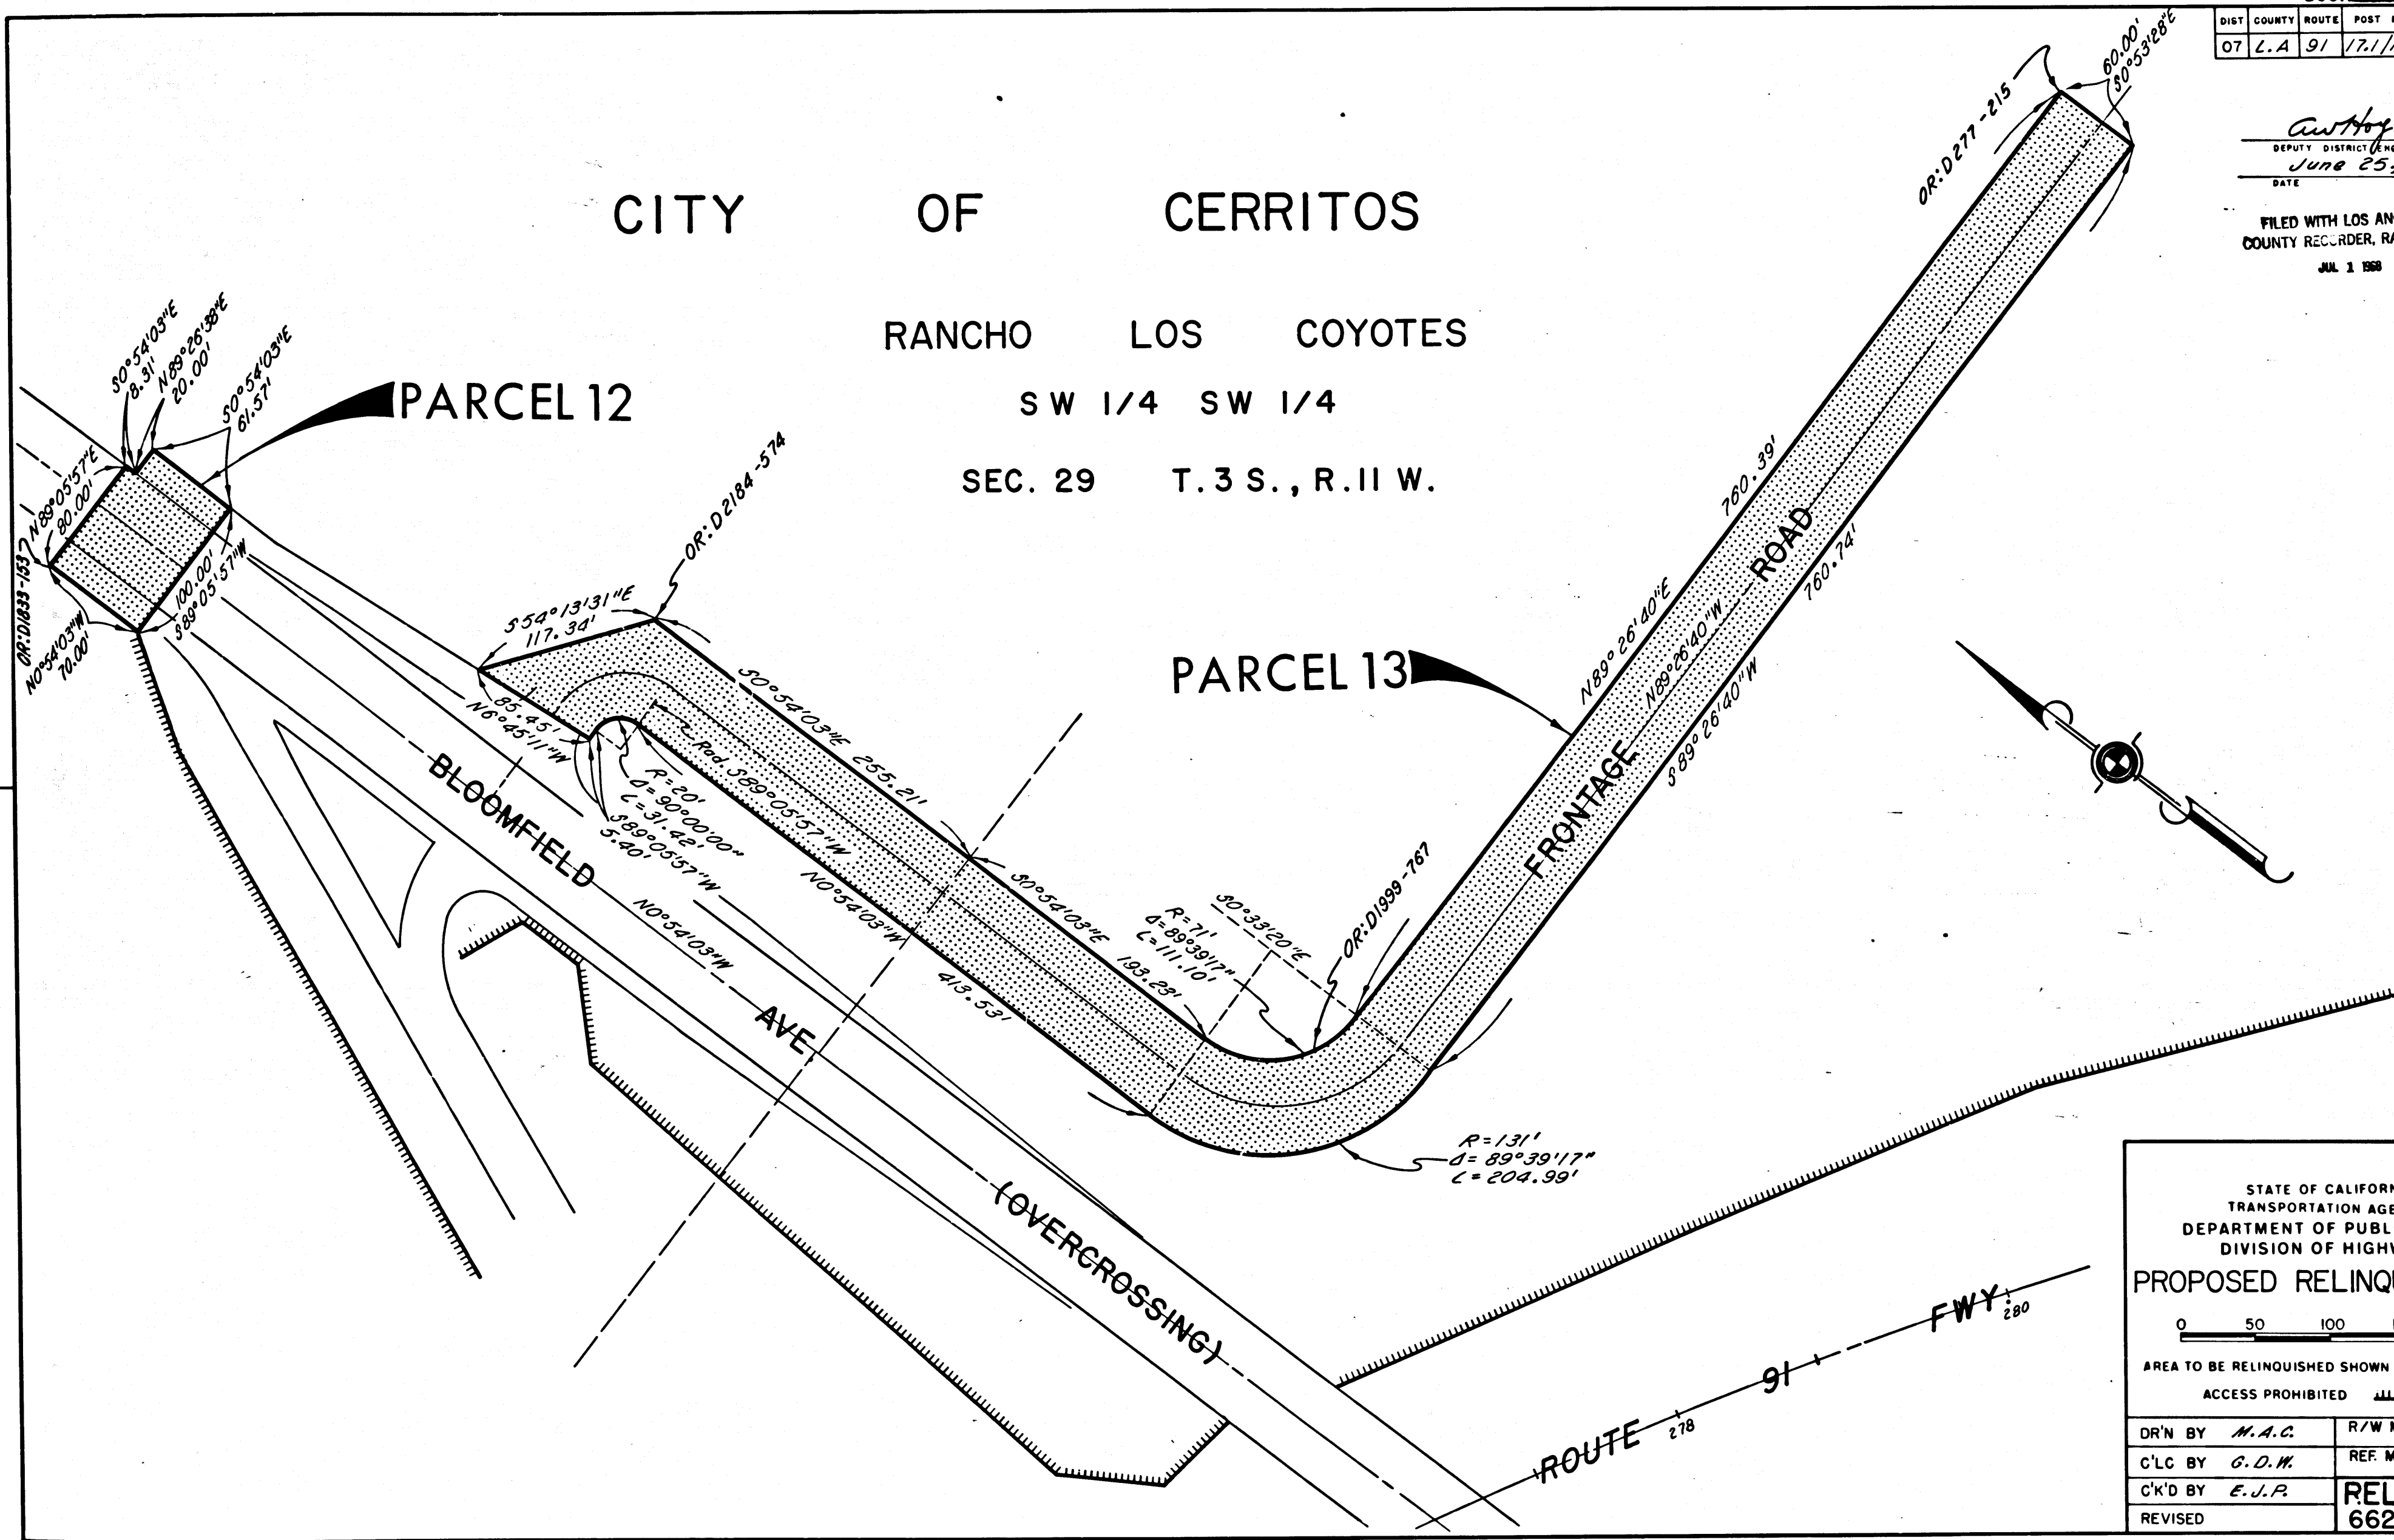 DIST COUNTY ROUTE POST
07 L.A 91 17.1/
DEPUTY DISTRICT
June 25,
DATE
FILED WITH LOS AN
COUNTY RECORDER,
JUL 1 1968
60.00'
S0°53'28"E
OR:D277-215
CITY OF CERRITOS
RANCHO LOS COYOTES
SW 1/4 SW 1/4
SEC. 29 T.3 S., R.11 W.
S0°54'03"E
8.31'
N89°26'38"E
20.00'
S0°54'03"E
61.57'
PARCEL 12
N89°05'57"E
80.00'
OR:D1833-153
N0°54'03"W
70.00'
100.00'
S89°05'57"W
S54°13'31"E
117.34'
OR:D2184-574
85.45'
N6°45'11"W
S0°54'03"E 255.21'
Rad S89°05'57"W
R=20'
Δ=90°00'00"
L=31.42'
S89°05'57"W
5.40'
N0°54'03"W
413.53'
BLOOMFIELD
N0°54'03"W
AVE.
(OVERCROSSING)
S0°54'03"E
193.23'
R=71'
Δ=89°39'17"
L=111.10'
S0°33'20"E
OR:D1999-767
R=131'
Δ=89°39'17"
L=204.99'
PARCEL 13
760.39'
N89°26'40"E
N89°26'40"W
FRONTAGE ROAD
760.74'
S89°26'40"W
ROUTE 91 FWY.
278
280
STATE OF CALIFOR
TRANSPORTATION AGE
DEPARTMENT OF PUBL
DIVISION OF HIGH
PROPOSED RELINQ
0 50 100
AREA TO BE RELINQUISHED SHOWN
ACCESS PROHIBITED
DR'N BY M.A.C.
R/W
C'LC BY G.D.W.
REF.
C'K'D BY E.J.P.
REVISED
REL
662